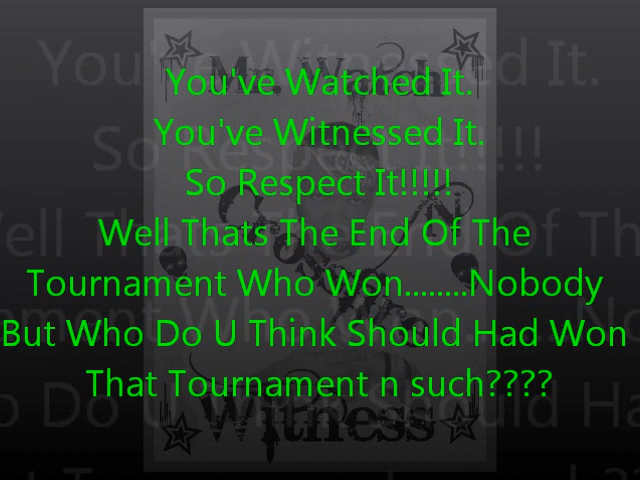 You've Watched It.
You've Witnessed It.
So Respect It!!!!!
Well Thats The End Of The
Tournament Who Won........Nobody
But Who Do U Think Should Had Won
That Tournament n such????
Witness